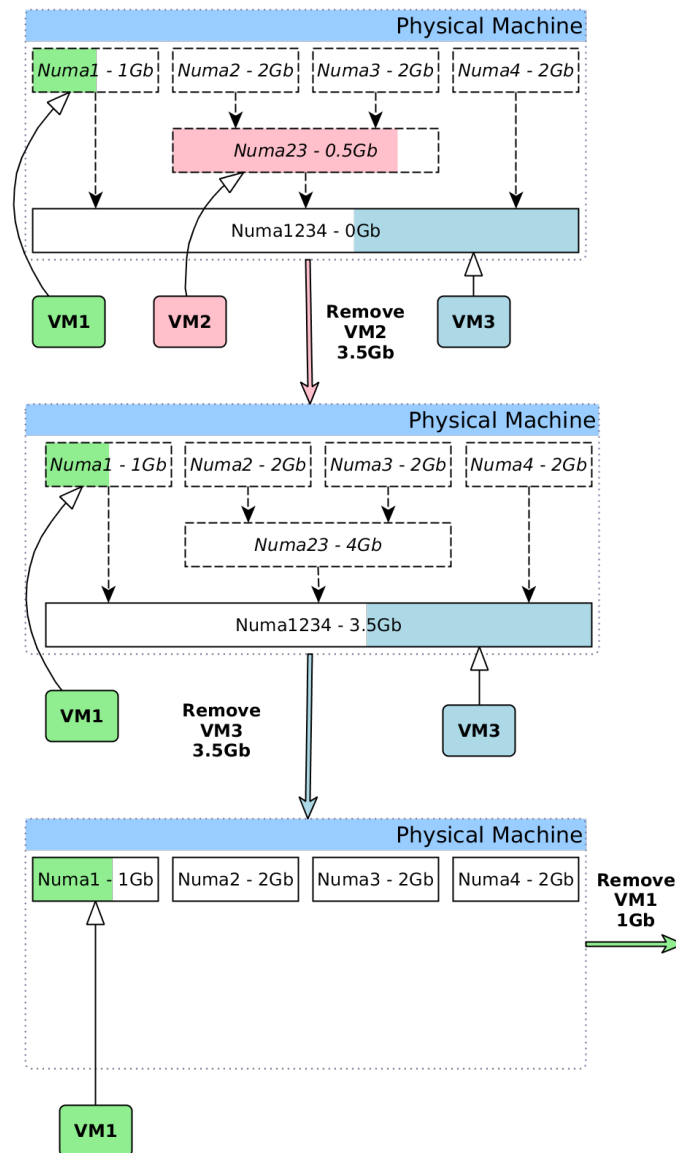 Physical Machine
Numa1 - 1Gb
Numa2 - 2Gb
Numa3 - 2Gb
Numa4 - 2Gb
Numa23 - 0.5Gb
Numa1234 - 0Gb
VM1
VM2
Remove
VM2
3.5Gb
VM3
Physical Machine
Numa1 - 1Gb
Numa2 - 2Gb
Numa3 - 2Gb
Numa4 - 2Gb
Numa23 - 4Gb
Numa1234 - 3.5Gb
VM1
Remove
VM3
3.5Gb
VM3
Physical Machine
Numa1 - 1Gb
Numa2 - 2Gb
Numa3 - 2Gb
Numa4 - 2Gb
Remove
VM1
1Gb
VM1